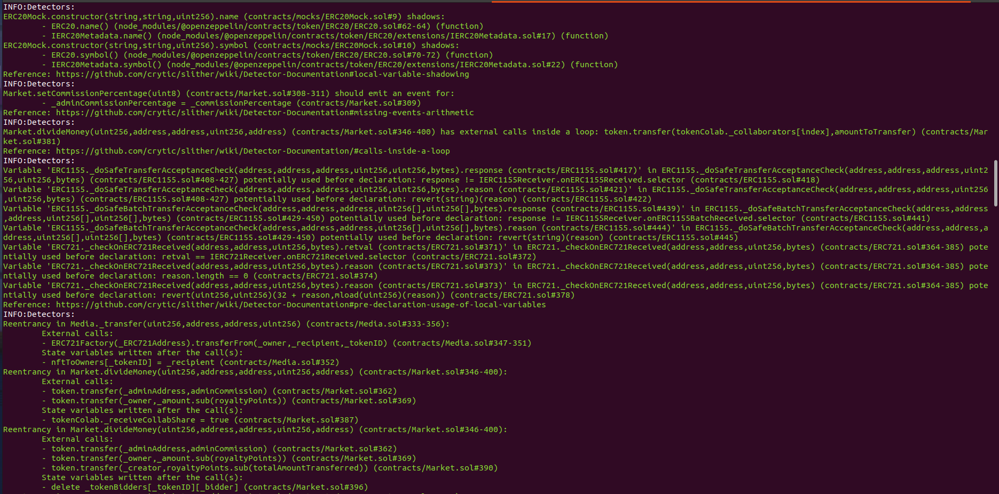 INFO:Detectors:
ERC20Mock.constructor(string,string,uint256).name (contracts/mocks/ERC20Mock.sol#9) shadows:
        - ERC20.name() (node_modules/@openzeppelin/contracts/token/ERC20/ERC20.sol#62-64) (function)
        - IERC20Metadata.name() (node_modules/@openzeppelin/contracts/token/ERC20/extensions/IERC20Metadata.sol#17) (function)
ERC20Mock.constructor(string,string,uint256).symbol (contracts/mocks/ERC20Mock.sol#10) shadows:
        - ERC20.symbol() (node_modules/@openzeppelin/contracts/token/ERC20/ERC20.sol#70-72) (function)
        - IERC20Metadata.symbol() (node_modules/@openzeppelin/contracts/token/ERC20/extensions/IERC20Metadata.sol#22) (function)
Reference: https://github.com/crytic/slither/wiki/Detector-Documentation#local-variable-shadowing
INFO:Detectors:
Market.setCommissionPercentage(uint8) (contracts/Market.sol#308-311) should emit an event for:
        - _adminCommissionPercentage = _commissionPercentage (contracts/Market.sol#309)
Reference: https://github.com/crytic/slither/wiki/Detector-Documentation#missing-events-arithmetic
INFO:Detectors:
Market.divideMoney(uint256,address,address,uint256,address) (contracts/Market.sol#346-400) has external calls inside a loop: token.transfer(tokenColab._collaborators[index],amountToTransfer) (contracts/Mar
ket.sol#381)
Reference: https://github.com/crytic/slither/wiki/Detector-Documentation/#calls-inside-a-loop
INFO:Detectors:
Variable 'ERC1155._doSafeTransferAcceptanceCheck(address,address,address,uint256,uint256,bytes).response (contracts/ERC1155.sol#417)' in ERC1155._doSafeTransferAcceptanceCheck(address,address,address,uint2
56,uint256,bytes) (contracts/ERC1155.sol#408-427) potentially used before declaration: response != IERC1155Receiver.onERC1155Received.selector (contracts/ERC1155.sol#418)
Variable 'ERC1155._doSafeTransferAcceptanceCheck(address,address,address,uint256,uint256,bytes).reason (contracts/ERC1155.sol#421)' in ERC1155._doSafeTransferAcceptanceCheck(address,address,address,uint256
,uint256,bytes) (contracts/ERC1155.sol#408-427) potentially used before declaration: revert(string)(reason) (contracts/ERC1155.sol#422)
Variable 'ERC1155._doSafeBatchTransferAcceptanceCheck(address,address,address,uint256[],uint256[],bytes).response (contracts/ERC1155.sol#439)' in ERC1155._doSafeBatchTransferAcceptanceCheck(address,address
,address,uint256[],uint256[],bytes) (contracts/ERC1155.sol#429-450) potentially used before declaration: response != IERC1155Receiver.onERC1155BatchReceived.selector (contracts/ERC1155.sol#441)
Variable 'ERC1155._doSafeBatchTransferAcceptanceCheck(address,address,address,uint256[],uint256[],bytes).reason (contracts/ERC1155.sol#444)' in ERC1155._doSafeBatchTransferAcceptanceCheck(address,address,a
ddress,uint256[],uint256[],bytes) (contracts/ERC1155.sol#429-450) potentially used before declaration: revert(string)(reason) (contracts/ERC1155.sol#445)
Variable 'ERC721._checkOnERC721Received(address,address,uint256,bytes).retval (contracts/ERC721.sol#371)' in ERC721._checkOnERC721Received(address,address,uint256,bytes) (contracts/ERC721.sol#364-385) pote
ntially used before declaration: retval == IERC721Receiver.onERC721Received.selector (contracts/ERC721.sol#372)
Variable 'ERC721._checkOnERC721Received(address,address,uint256,bytes).reason (contracts/ERC721.sol#373)' in ERC721._checkOnERC721Received(address,address,uint256,bytes) (contracts/ERC721.sol#364-385) pote
ntially used before declaration: reason.length == 0 (contracts/ERC721.sol#374)
Variable 'ERC721._checkOnERC721Received(address,address,uint256,bytes).reason (contracts/ERC721.sol#373)' in ERC721._checkOnERC721Received(address,address,uint256,bytes) (contracts/ERC721.sol#364-385) pote
ntially used before declaration: revert(uint256,uint256)(32 + reason,mload(uint256)(reason)) (contracts/ERC721.sol#378)
Reference: https://github.com/crytic/slither/wiki/Detector-Documentation#pre-declaration-usage-of-local-variables
INFO:Detectors:
Reentrancy in Media._transfer(uint256,address,address,uint256) (contracts/Media.sol#333-356):
        External calls:
        - ERC721Factory(_ERC721Address).transferFrom(_owner,_recipient,_tokenID) (contracts/Media.sol#347-351)
        State variables written after the call(s):
        - nftToOwners[_tokenID] = _recipient (contracts/Media.sol#352)
Reentrancy in Market.divideMoney(uint256,address,address,uint256,address) (contracts/Market.sol#346-400):
        External calls:
        - token.transfer(_adminAddress,adminCommission) (contracts/Market.sol#362)
        - token.transfer(_owner,_amount.sub(royaltyPoints)) (contracts/Market.sol#369)
        State variables written after the call(s):
        - tokenColab._receiveCollabShare = true (contracts/Market.sol#387)
Reentrancy in Market.divideMoney(uint256,address,address,uint256,address) (contracts/Market.sol#346-400):
        External calls:
        - token.transfer(_adminAddress,adminCommission) (contracts/Market.sol#362)
        - token.transfer(_owner,_amount.sub(royaltyPoints)) (contracts/Market.sol#369)
        - token.transfer(_creator,royaltyPoints.sub(totalAmountTransferred)) (contracts/Market.sol#390)
        State variables written after the call(s):
        - delete _tokenBidders[_tokenID][_bidder] (contracts/Market.sol#396)